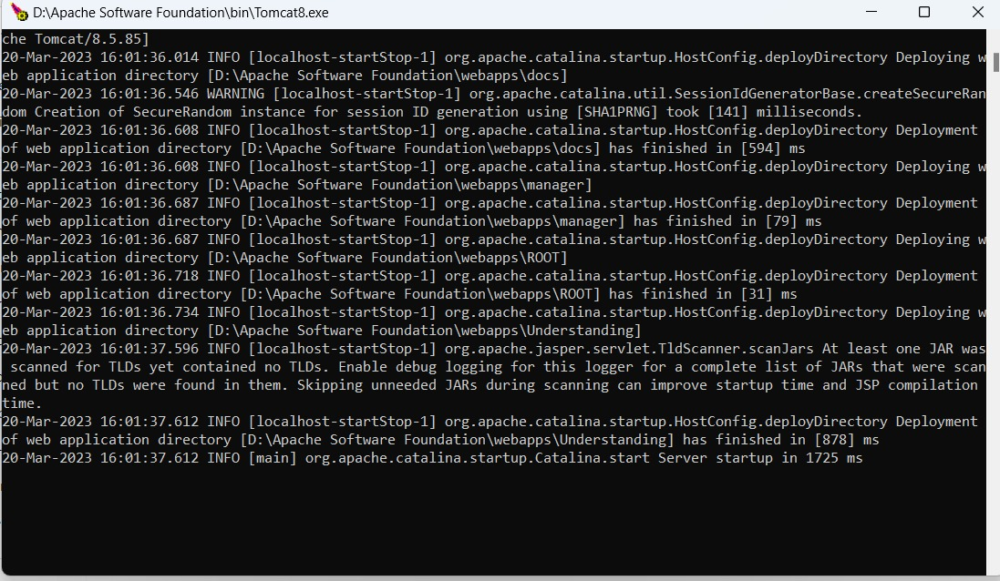 D:\Apache Software Foundation\bin\Tomcat8.exe
che Tomcat/8.5.85]
20-Mar-2023 16:01:36.014 INFO [localhost-startStop-1] org.apache.catalina.startup.HostConfig.deployDirectory Deploying w
eb application directory [D:\Apache Software Foundation\webapps\docs]
20-Mar-2023 16:01:36.546 WARNING [localhost-startStop-1] org.apache.catalina.util.SessionIdGeneratorBase.createSecureRan
dom Creation of SecureRandom instance for session ID generation using [SHA1PRNG] took [141] milliseconds.
20-Mar-2023 16:01:36.608 INFO [localhost-startStop-1] org.apache.catalina.startup.HostConfig.deployDirectory Deployment
of web application directory [D:\Apache Software Foundation\webapps\docs] has finished in [594] ms
20-Mar-2023 16:01:36.608 INFO [localhost-startStop-1] org.apache.catalina.startup.HostConfig.deployDirectory Deploying w
eb application directory [D:\Apache Software Foundation\webapps\manager]
20-Mar-2023 16:01:36.687 INFO [localhost-startStop-1] org.apache.catalina.startup.HostConfig.deployDirectory Deployment
of web application directory [D:\Apache Software Foundation\webapps\manager] has finished in [79] ms
20-Mar-2023 16:01:36.687 INFO [localhost-startStop-1] org.apache.catalina.startup.HostConfig.deployDirectory Deploying w
eb application directory [D:\Apache Software Foundation\webapps\ROOT]
20-Mar-2023 16:01:36.718 INFO [localhost-startStop-1] org.apache.catalina.startup.HostConfig.deployDirectory Deployment
of web application directory [D:\Apache Software Foundation\webapps\ROOT] has finished in [31] ms
20-Mar-2023 16:01:36.734 INFO [localhost-startStop-1] org.apache.catalina.startup.HostConfig.deployDirectory Deploying w
eb application directory [D:\Apache Software Foundation\webapps\Understanding]
20-Mar-2023 16:01:37.596 INFO [localhost-startStop-1] org.apache.jasper.servlet.TldScanner.scanJars At least one JAR was
scanned for TLDs yet contained no TLDs. Enable debug logging for this logger for a complete list of JARs that were scan
ned but no TLDs were found in them. Skipping unneeded JARs during scanning can improve startup time and JSP compilation
time.
20-Mar-2023 16:01:37.612 INFO [localhost-startStop-1] org.apache.catalina.startup.HostConfig.deployDirectory Deployment
of web application directory [D:\Apache Software Foundation\webapps\Understanding] has finished in [878] ms
20-Mar-2023 16:01:37.612 INFO [main] org.apache.catalina.startup.Catalina.start Server startup in 1725 ms